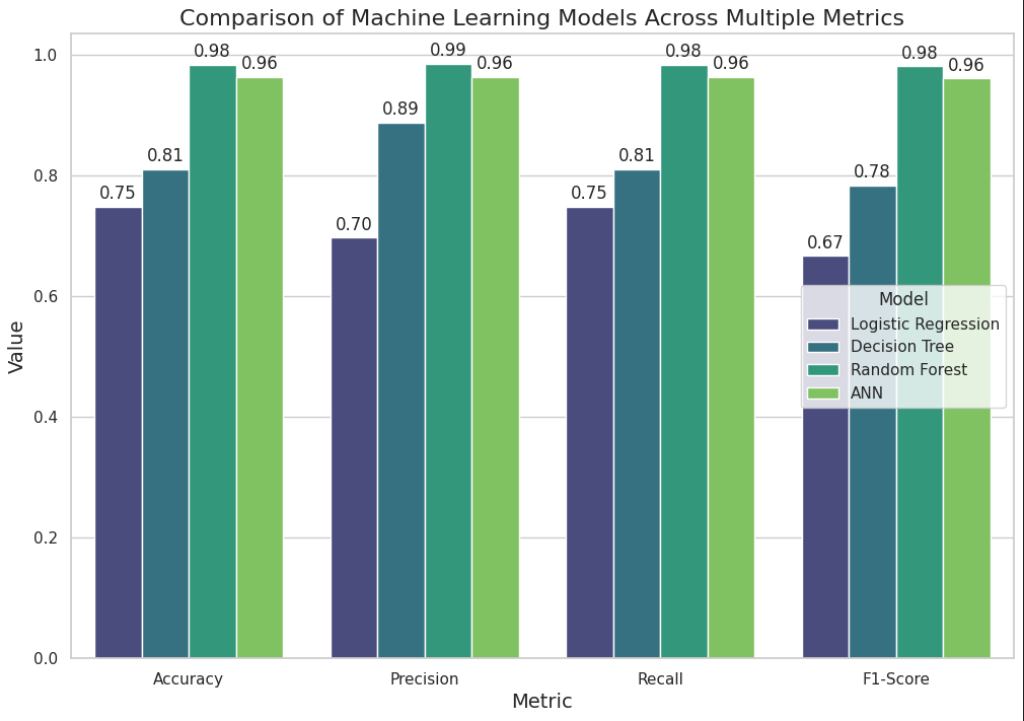 Comparison of Machine Learning Models Across Multiple Metrics
Value
1.0
0.8
0.6
0.4
0.2
0.0
0.75 0.81 0.98 0.96
0.70 0.89 0.99 0.96
0.75 0.81 0.98 0.96
0.67 0.78 0.98 0.96
Model
Logistic Regression
Decision Tree
Random Forest
ANN
Accuracy Precision Recall F1-Score
Metric